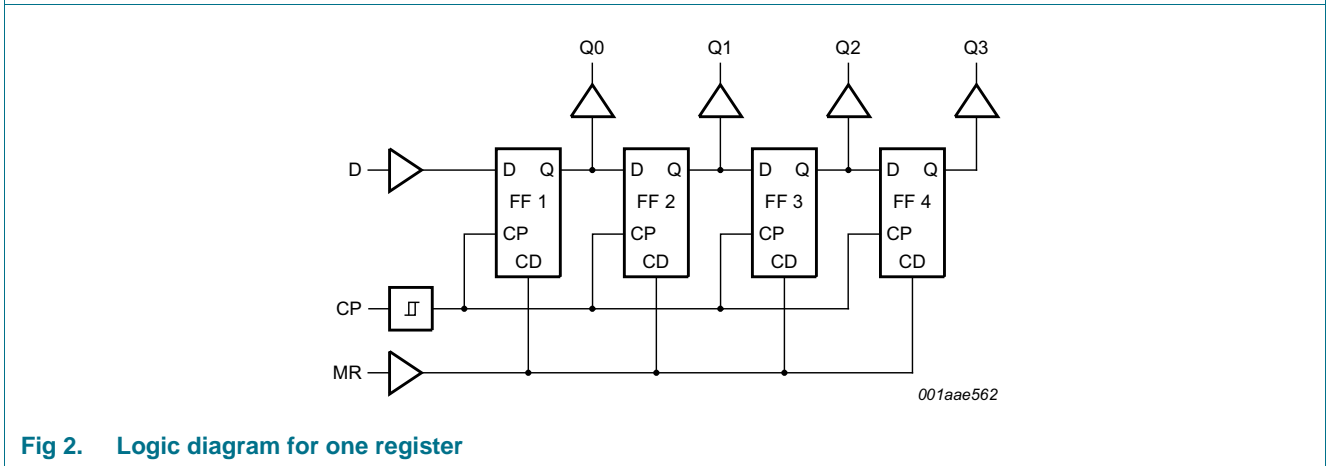 Q0 Q1 Q2 Q3
D D Q D Q D Q D Q
FF 1 FF 2 FF 3 FF 4
CP CP CP CP
CD CD CD CD
CP
MR
001aae562
Fig 2. Logic diagram for one register